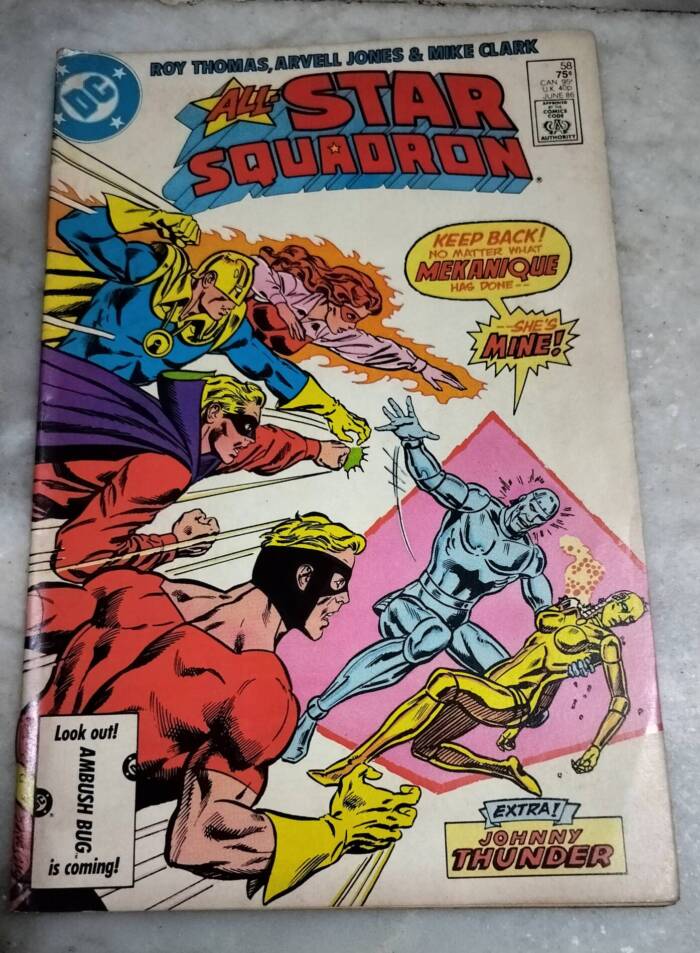 ROY THOMAS, ARVELL JONES & MIKE CLARK
DC
ALL-STAR
SQUADRON
58
75¢
CAN. 95¢
U.K. 40p
JUNE 86
APPROVED
BY THE
COMICS
CODE
AUTHORITY
KEEP BACK!
NO MATTER WHAT
MEKANIQUE
HAS DONE--
--SHE'S
MINE!
Look out!
AMBUSH BUG
is coming!
EXTRA!
JOHNNY
THUNDER